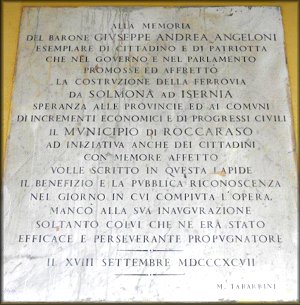 ALLA MEMORIA
DEL BARONE GIVSEPPE ANDREA ANGELONI
ESEMPLARE DI CITTADINO E DI PATRIOTTA
CHE NEL GOVERNO E NEL PARLAMENTO
PROMOSSE ED AFFRETTÒ
LA COSTRVZIONE DELLA FERROVIA
DA SOLMONA AD ISERNIA
SPERANZA ALLE PROVINCIE ED AI COMVNI
DI INCREMENTI ECONOMICI E DI PROGRESSI CIVILI
IL MVNICIPIO DI ROCCARASO
AD INIZIATIVA ANCHE DEI CITTADINI
CON MEMORE AFFETTO
VOLLE SCRITTO IN QVESTA LAPIDE
IL BENEFIZIO E LA PVBBLICA RICONOSCENZA
NEL GIORNO IN CVI COMPIVTA L'OPERA,
MANCÒ ALLA SVA INAVGVRAZIONE
SOLTANTO COLVI CHE NE ERA STATO
EFFICACE E PERSEVERANTE PROPVGNATORE
IL XVIII SETTEMBRE MDCCCXCVII
M. TABARRINI